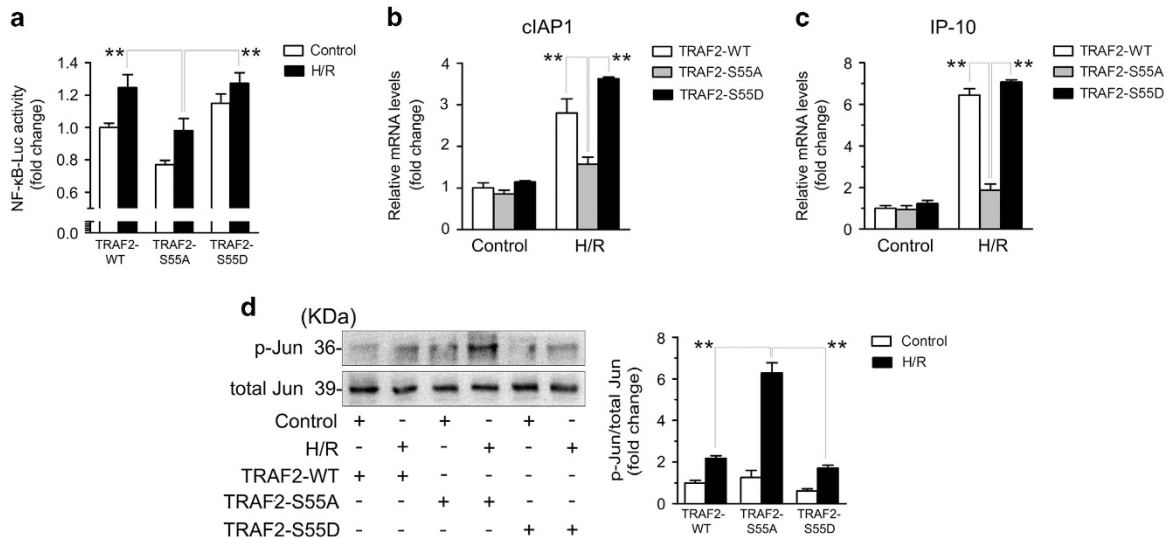 a
** **
Control
H/R
NF-κB-Luc activity
(fold change)
1.4
1.2
1.0
0.8
0.6
0.0
TRAF2-
WT
TRAF2-
S55A
TRAF2-
S55D
b
cIAP1
** **
TRAF2-WT
TRAF2-S55A
TRAF2-S55D
Relative mRNA levels
(fold change)
4
3
2
1
0
Control H/R
c
IP-10
** **
TRAF2-WT
TRAF2-S55A
TRAF2-S55D
Relative mRNA levels
(fold change)
8
6
4
2
0
Control H/R
d
(KDa)
p-Jun 36-
total Jun 39-
Control + - + - + -
H/R - + - + - +
TRAF2-WT + + - - - -
TRAF2-S55A - - + + - -
TRAF2-S55D - - - - + +
** **
Control
H/R
p-Jun/total Jun
(fold change)
8
6
4
2
0
TRAF2-
WT
TRAF2-
S55A
TRAF2-
S55D